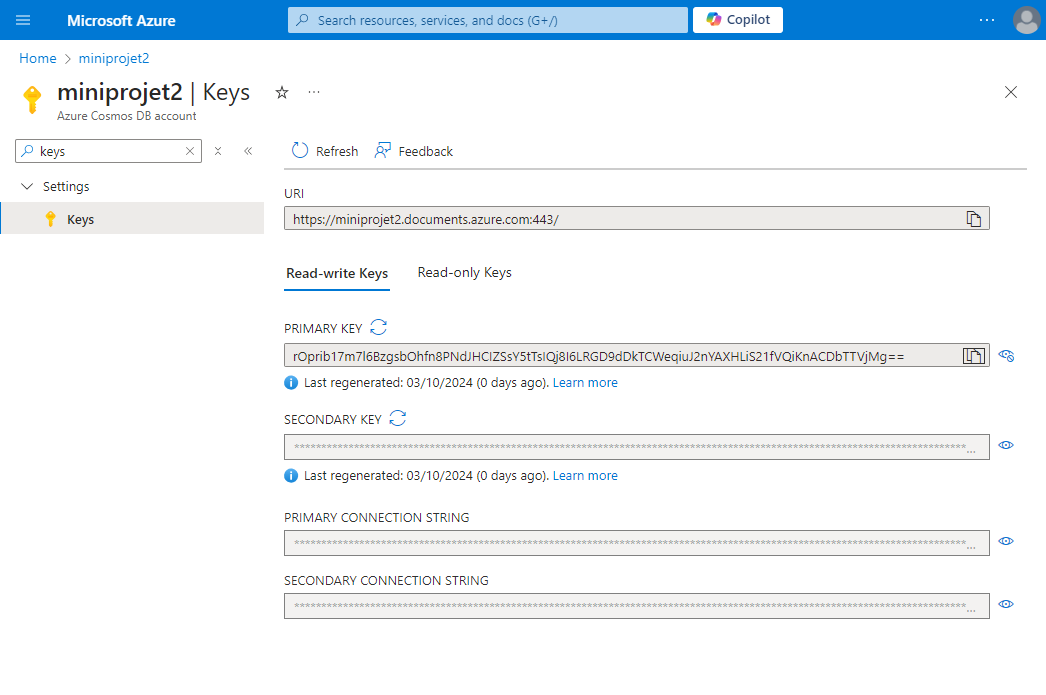 Microsoft Azure
Search resources, services, and docs (G+/)
Copilot
...
Home > miniprojet2
miniprojet2 | Keys
...
Azure Cosmos DB account
keys
Refresh
Feedback
Settings
Keys
URI
https://miniprojet2.documents.azure.com:443/
Read-write Keys
Read-only Keys
PRIMARY KEY
Last regenerated: 03/10/2024 (0 days ago). Learn more
SECONDARY KEY
Last regenerated: 03/10/2024 (0 days ago). Learn more
PRIMARY CONNECTION STRING
SECONDARY CONNECTION STRING